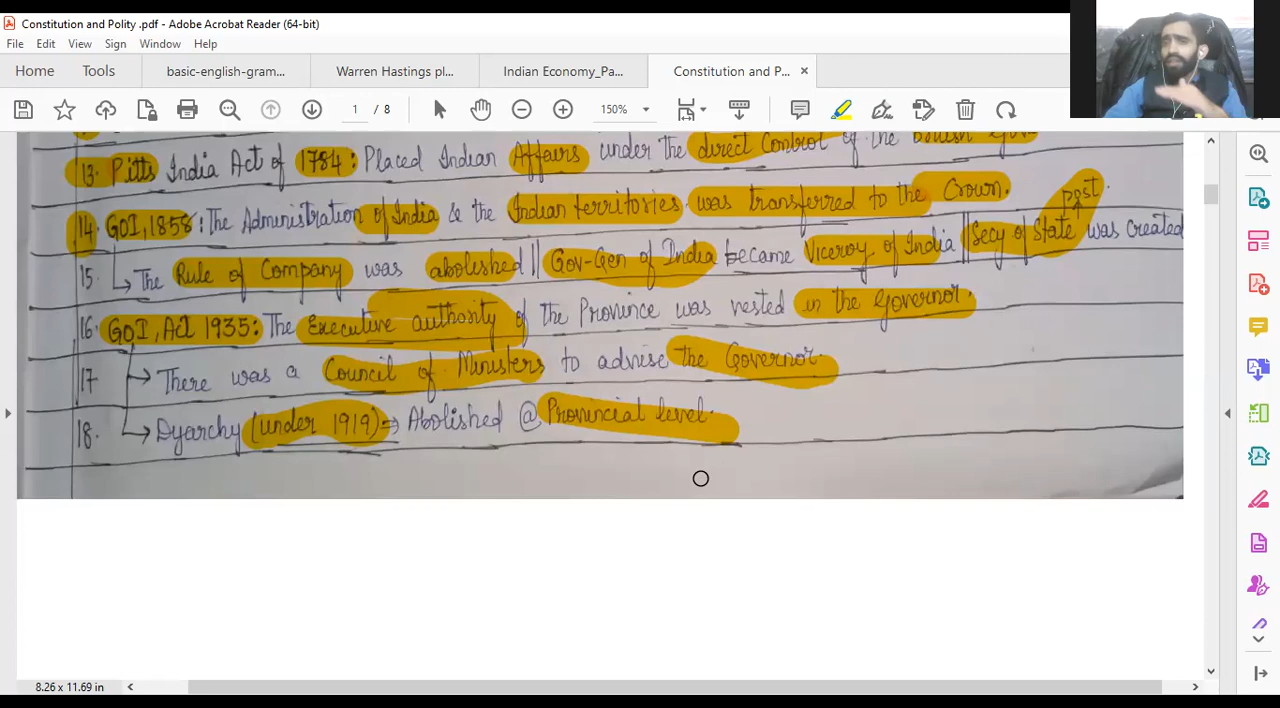 Constitution and Polity .pdf - Adobe Acrobat Reader (64-bit)
File Edit View Sign Window Help
Home Tools basic-english-gram... Warren Hastings pl... Indian Economy_Pa... Constitution and P... ×
1 / 8 150%
13. Pitts India Act of 1784: Placed Indian Affairs under the direct Control of the British Gov.
post.
14. GOI, 1858: The Administration of India & the Indian territories, was transferred to the Crown.
15. ↳ The Rule of Company was abolished || Gov-Gen of India became Viceroy of India || Secy of State was created
16. GOI, Act 1935: The Executive authority of the Province was vested in the Governor.
17 → There was a Council of Ministers to advise the Governor.
18. ↳ Dyarchy (under 1919) → Abolished @ Provincial level.
8.26 x 11.69 in